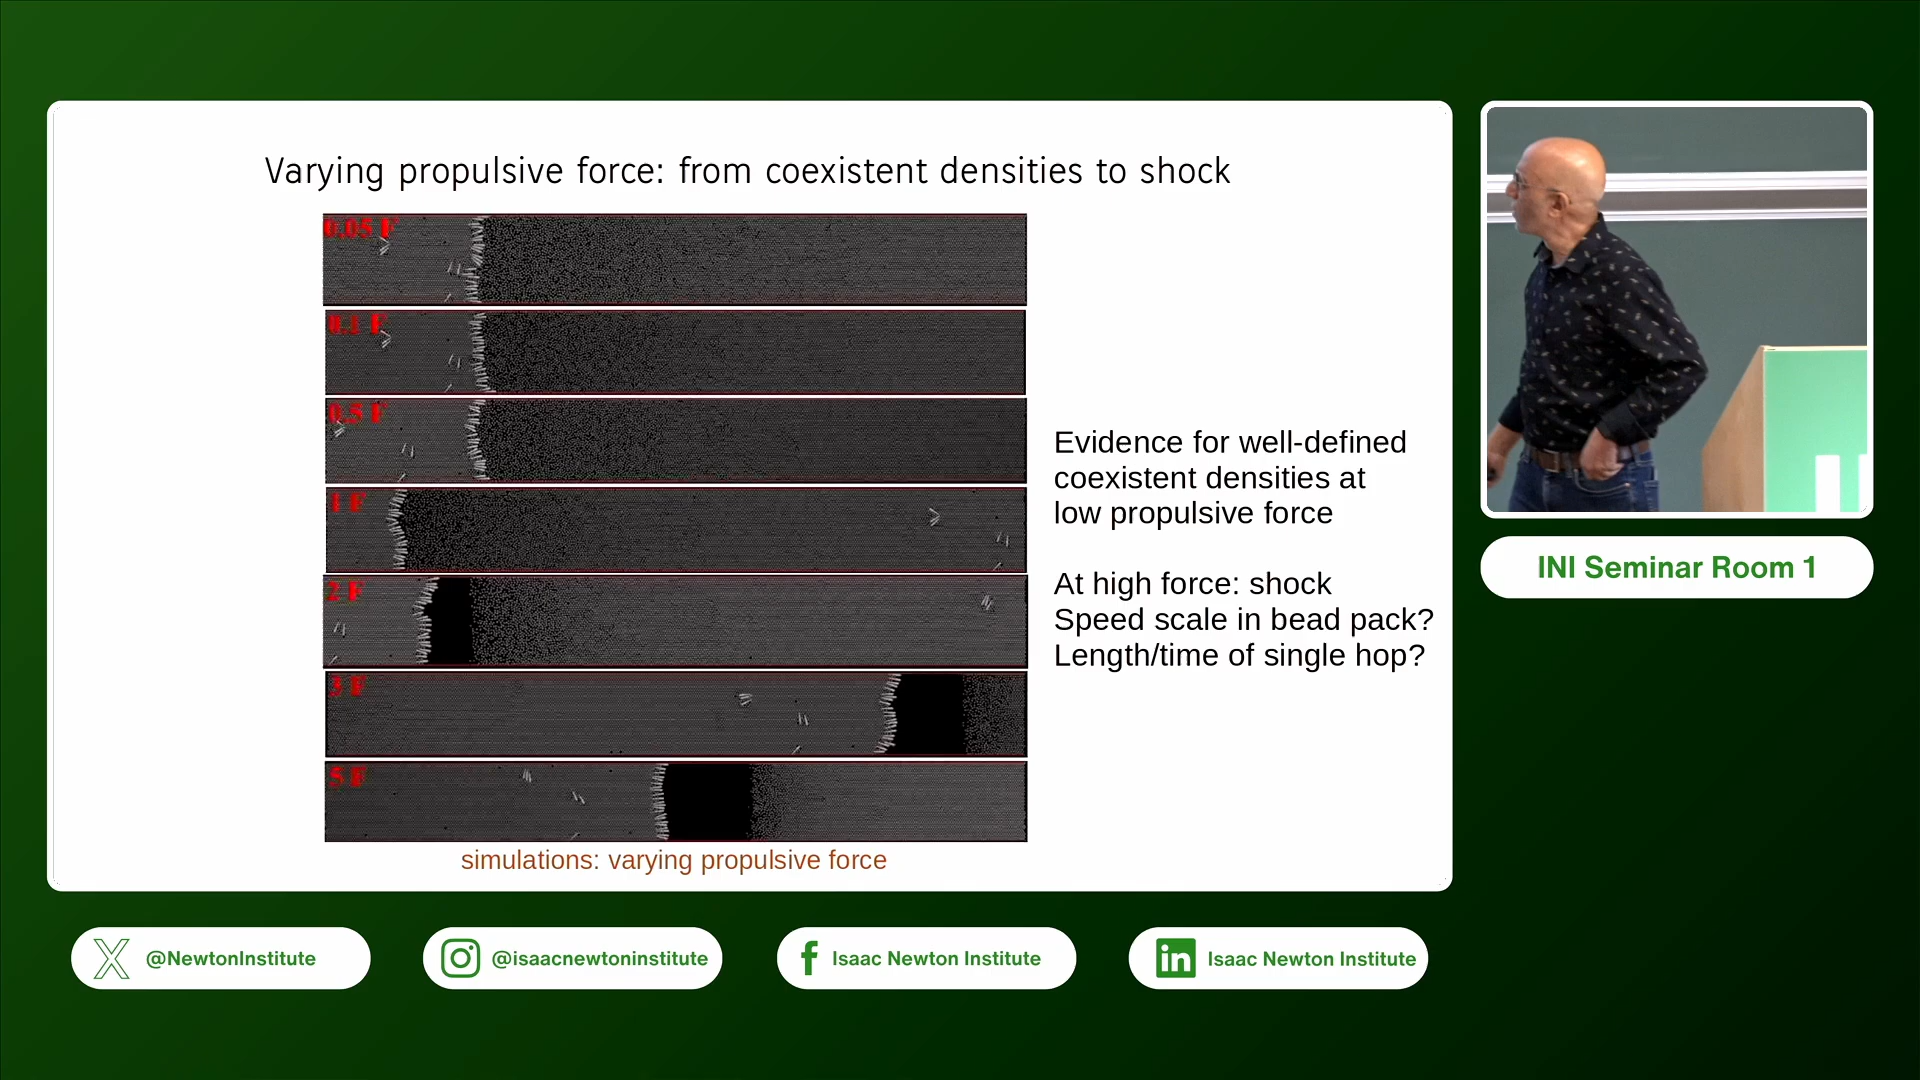 Varying propulsive force: from coexistent densities to shock
0.05 F
0.1 F
0.5 F
1 F
2 F
3 F
5 F
Evidence for well-defined
coexistent densities at
low propulsive force
At high force: shock
Speed scale in bead pack?
Length/time of single hop?
simulations: varying propulsive force
INI Seminar Room 1
@NewtonInstitute
@isaacnewtoninstitute
Isaac Newton Institute
Isaac Newton Institute